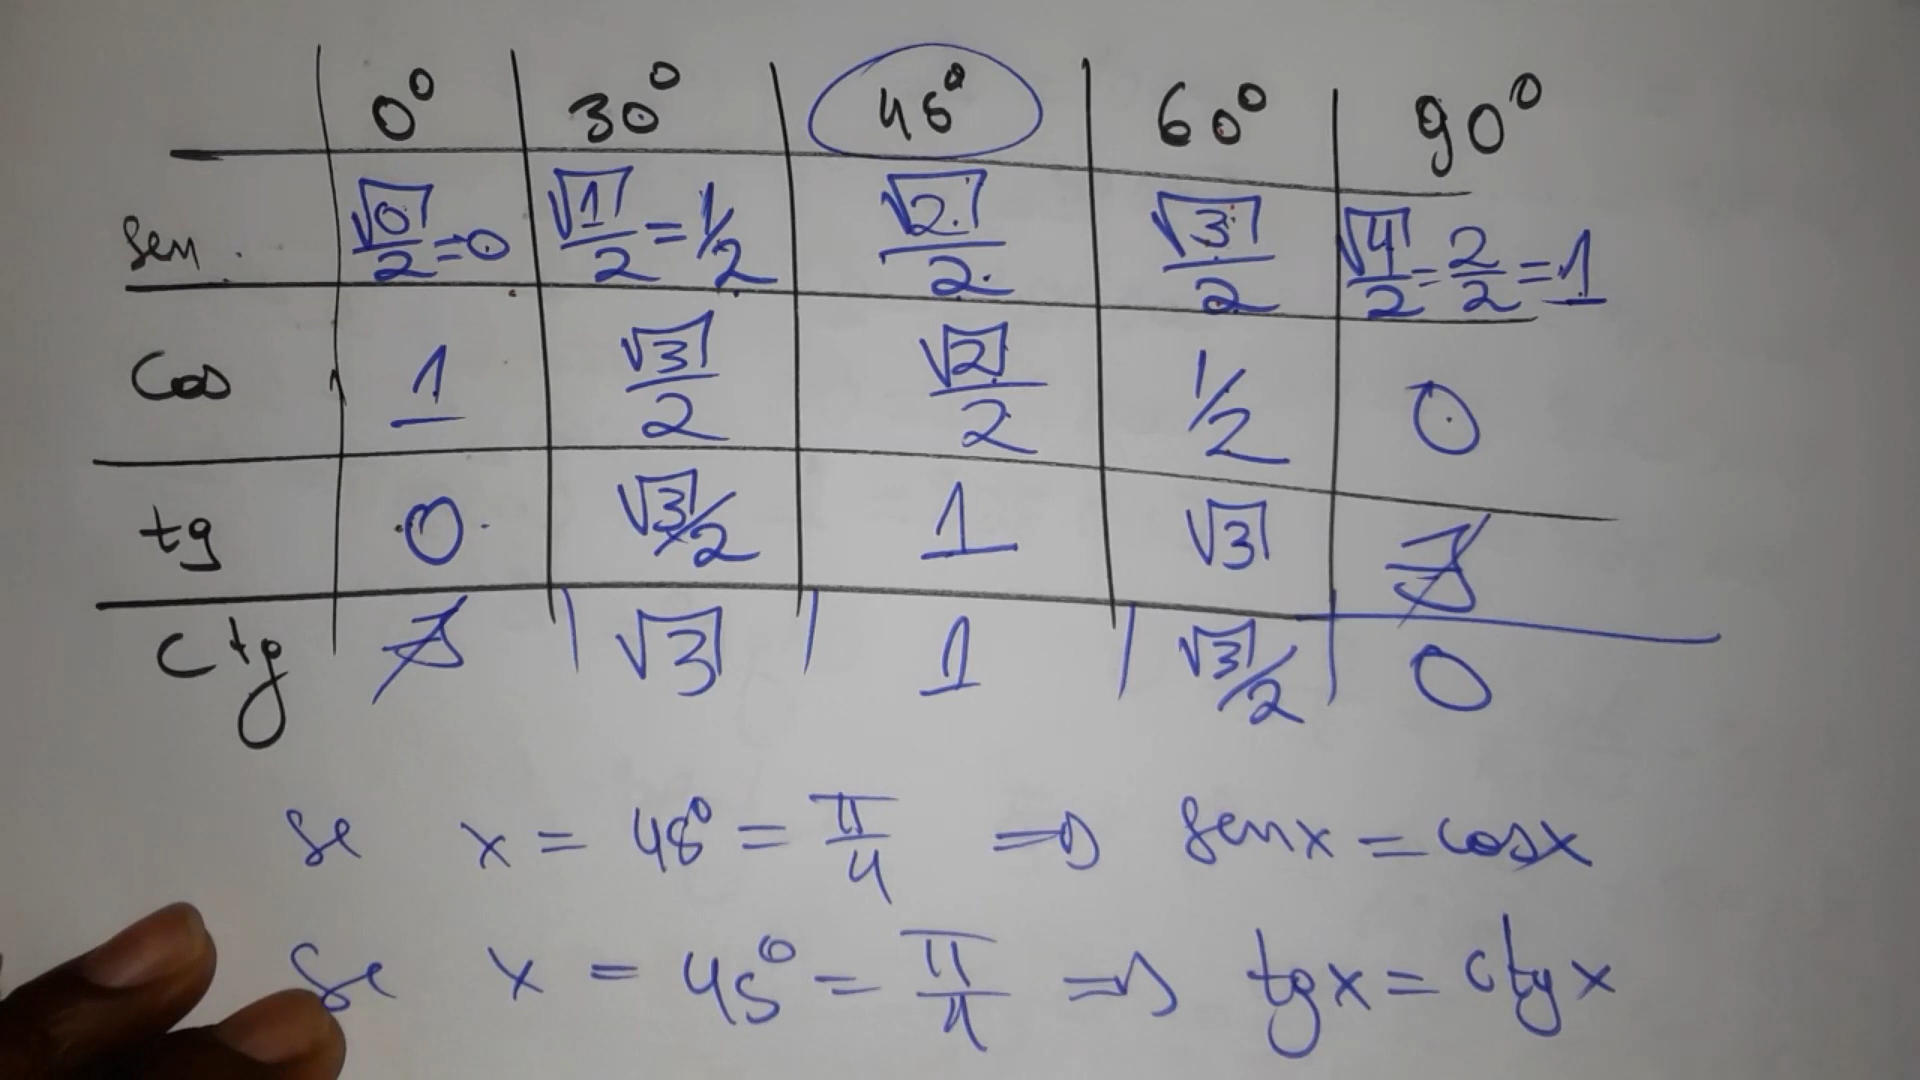 0° 30° 45° 60° 90°
sen. √0/2=0 √1/2=1/2 √2/2 √3/2 √4/2=2/2=1
Cos 1 √3/2 √2/2 1/2 0
tg 0 √3/2 1 √3 ∄
Ctg ∄ √3 1 √3/2 0
se x = 45° = π/4 ⇒ senx = cosx
se x = 45° = π/4 ⇒ tgx = ctgx